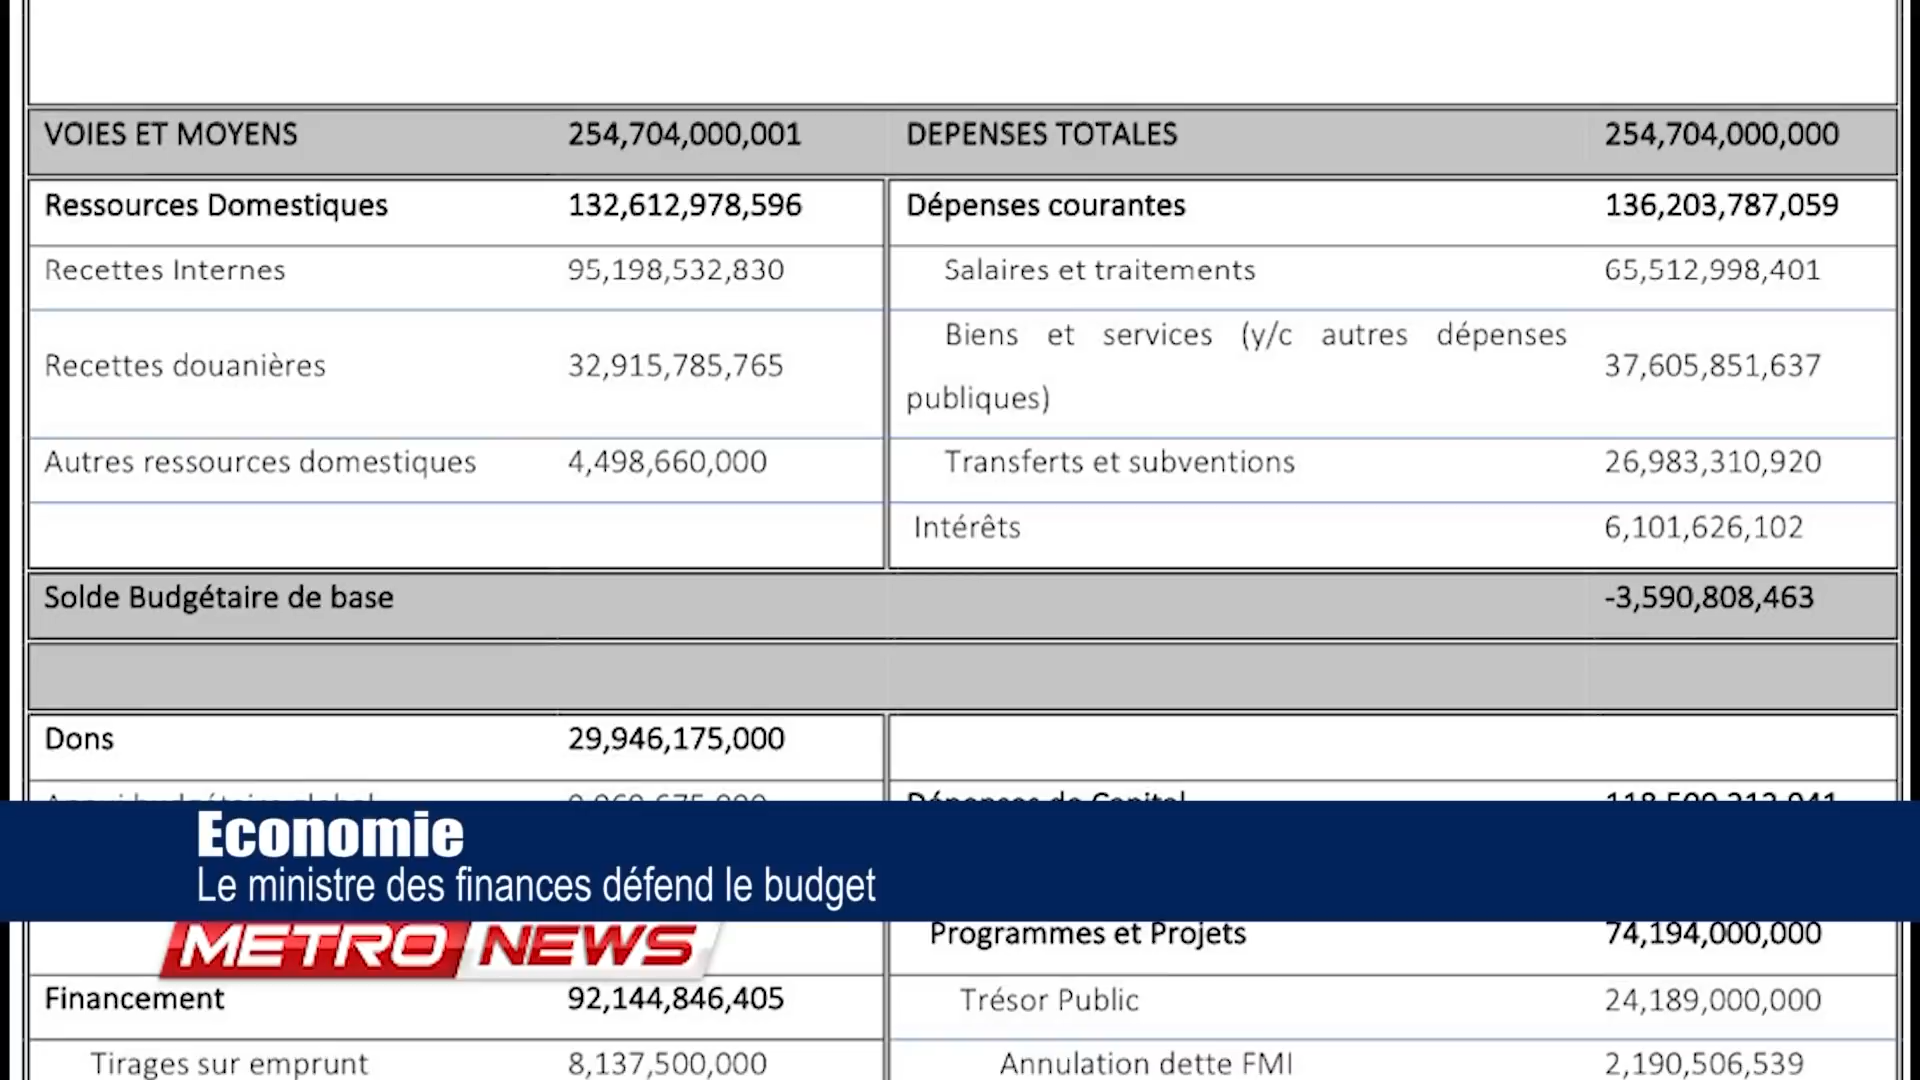 VOIES ET MOYENS 254,704,000,001 DEPENSES TOTALES 254,704,000,000
Ressources Domestiques 132,612,978,596 Dépenses courantes 136,203,787,059
Recettes Internes 95,198,532,830 Salaires et traitements 65,512,998,401
Biens et services (y/c autres dépenses
Recettes douanières 32,915,785,765 37,605,851,637
publiques)
Autres ressources domestiques 4,498,660,000 Transferts et subventions 26,983,310,920
Intérêts 6,101,626,102
Solde Budgétaire de base -3,590,808,463
Dons 29,946,175,000
Economie
Le ministre des finances défend le budget
METRO NEWS
Programmes et Projets 74,194,000,000
Financement 92,144,846,405 Trésor Public 24,189,000,000
Tirages sur emprunt 8,137,500,000 Annulation dette FMI 2,190,506,539